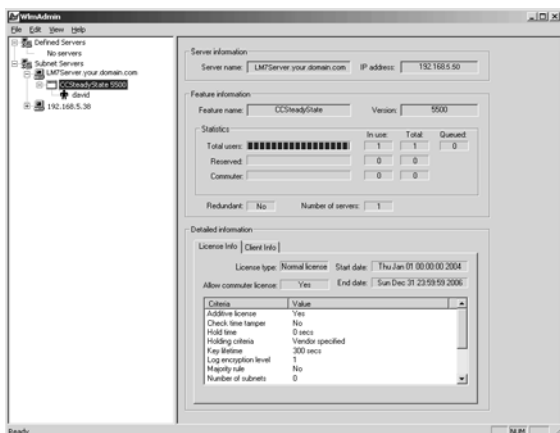 WlmAdmin
File Edit View Help
Defined Servers
No servers
Subnet Servers
LM7Server.your.domain.com
CCSteadyState 5500
david
192.168.5.38
Server information
Server name: LM7Server.your.domain.com IP address: 192.168.5.50
Feature information
Feature name: CCSteadyState Version: 5500
Statistics
In use: Total: Queued:
Total users: 1 1 0
Reserved: 0 0
Commuter: 0 0
Redundant: No Number of servers: 1
Detailed information
License Info Client Info
License type: Normal license Start date: Thu Jan 01 00:00:00 2004
Allow commuter license: Yes End date: Sun Dec 31 23:59:59 2006
Criteria Value
Additive license Yes
Check time tamper No
Hold time 0 secs
Holding criteria Vendor specified
Key lifetime 300 secs
Log encryption level 1
Majority rule No
Number of subnets 0
Ready NUM